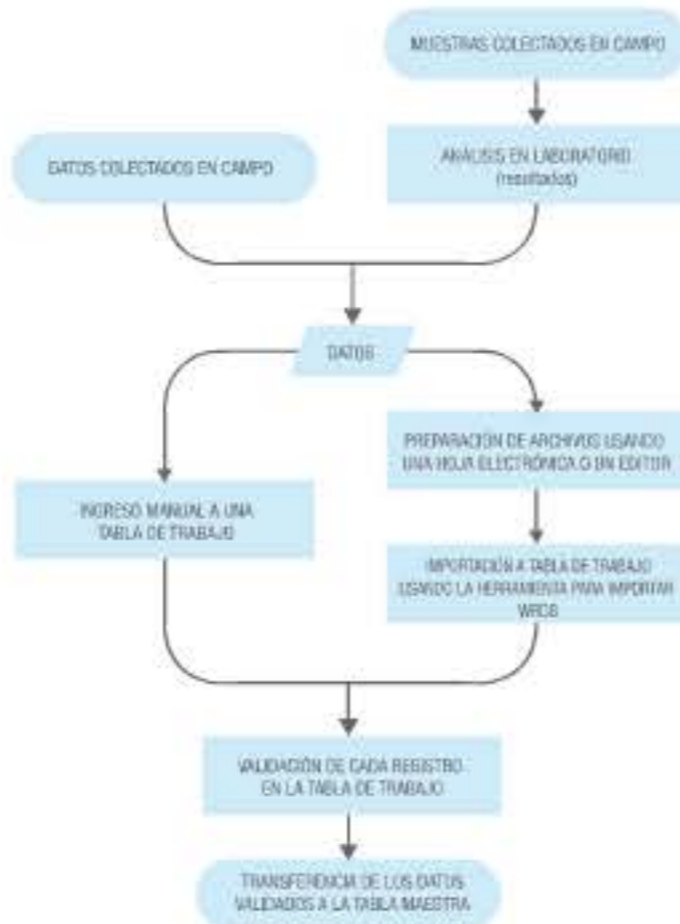 MUESTRAS COLECTADOS EN CAMPO
DATOS COLECTADOS EN CAMPO
ANÁLISIS EN LABORATORIO
(resultados)
DATOS
PREPARACIÓN DE ARCHIVOS USANDO
UNA HOJA ELECTRÓNICA O UN EDITOR
INGRESO MANUAL A UNA
TABLA DE TRABAJO
IMPORTACIÓN A TABLA DE TRABAJO
USANDO LA HERRAMIENTA PARA IMPORTAR
VALIDACIÓN DE CADA REGISTRO
EN LA TABLA DE TRABAJO
TRANSFERENCIA DE LOS DATOS
VALIDADOS A LA TABLA MAESTRA